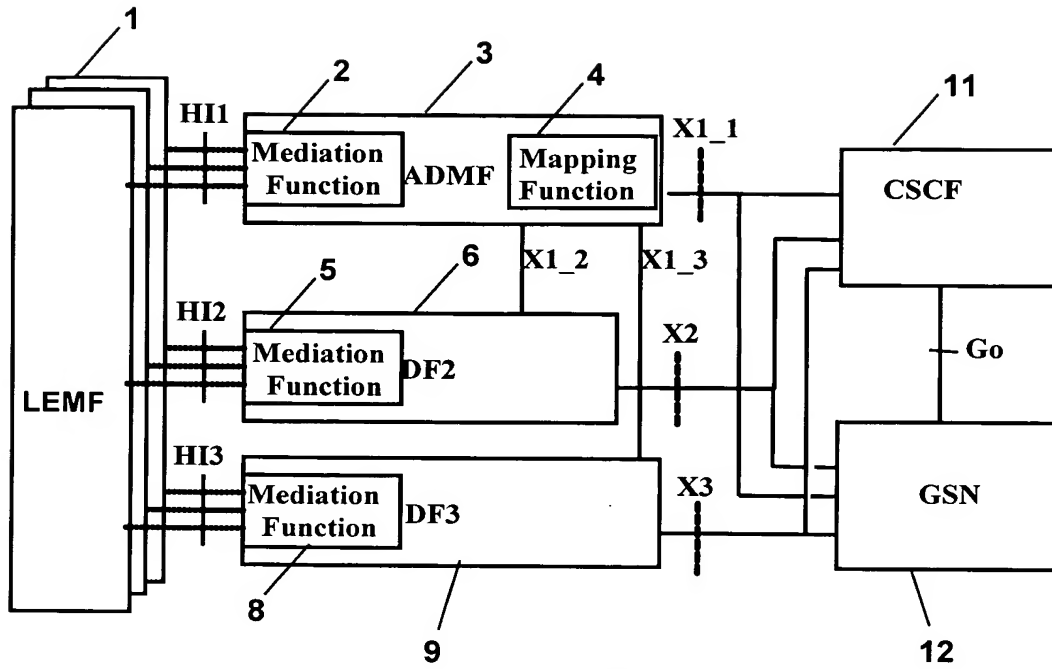 1
2
3
4
11
HI1
X1_1
Mediation
Function
ADMF
Mapping
Function
CSCF
X1_2
X1_3
5
6
HI2
X2
Go
Mediation
Function
DF2
LEMF
HI3
X3
Mediation
Function
DF3
GSN
8
9
12